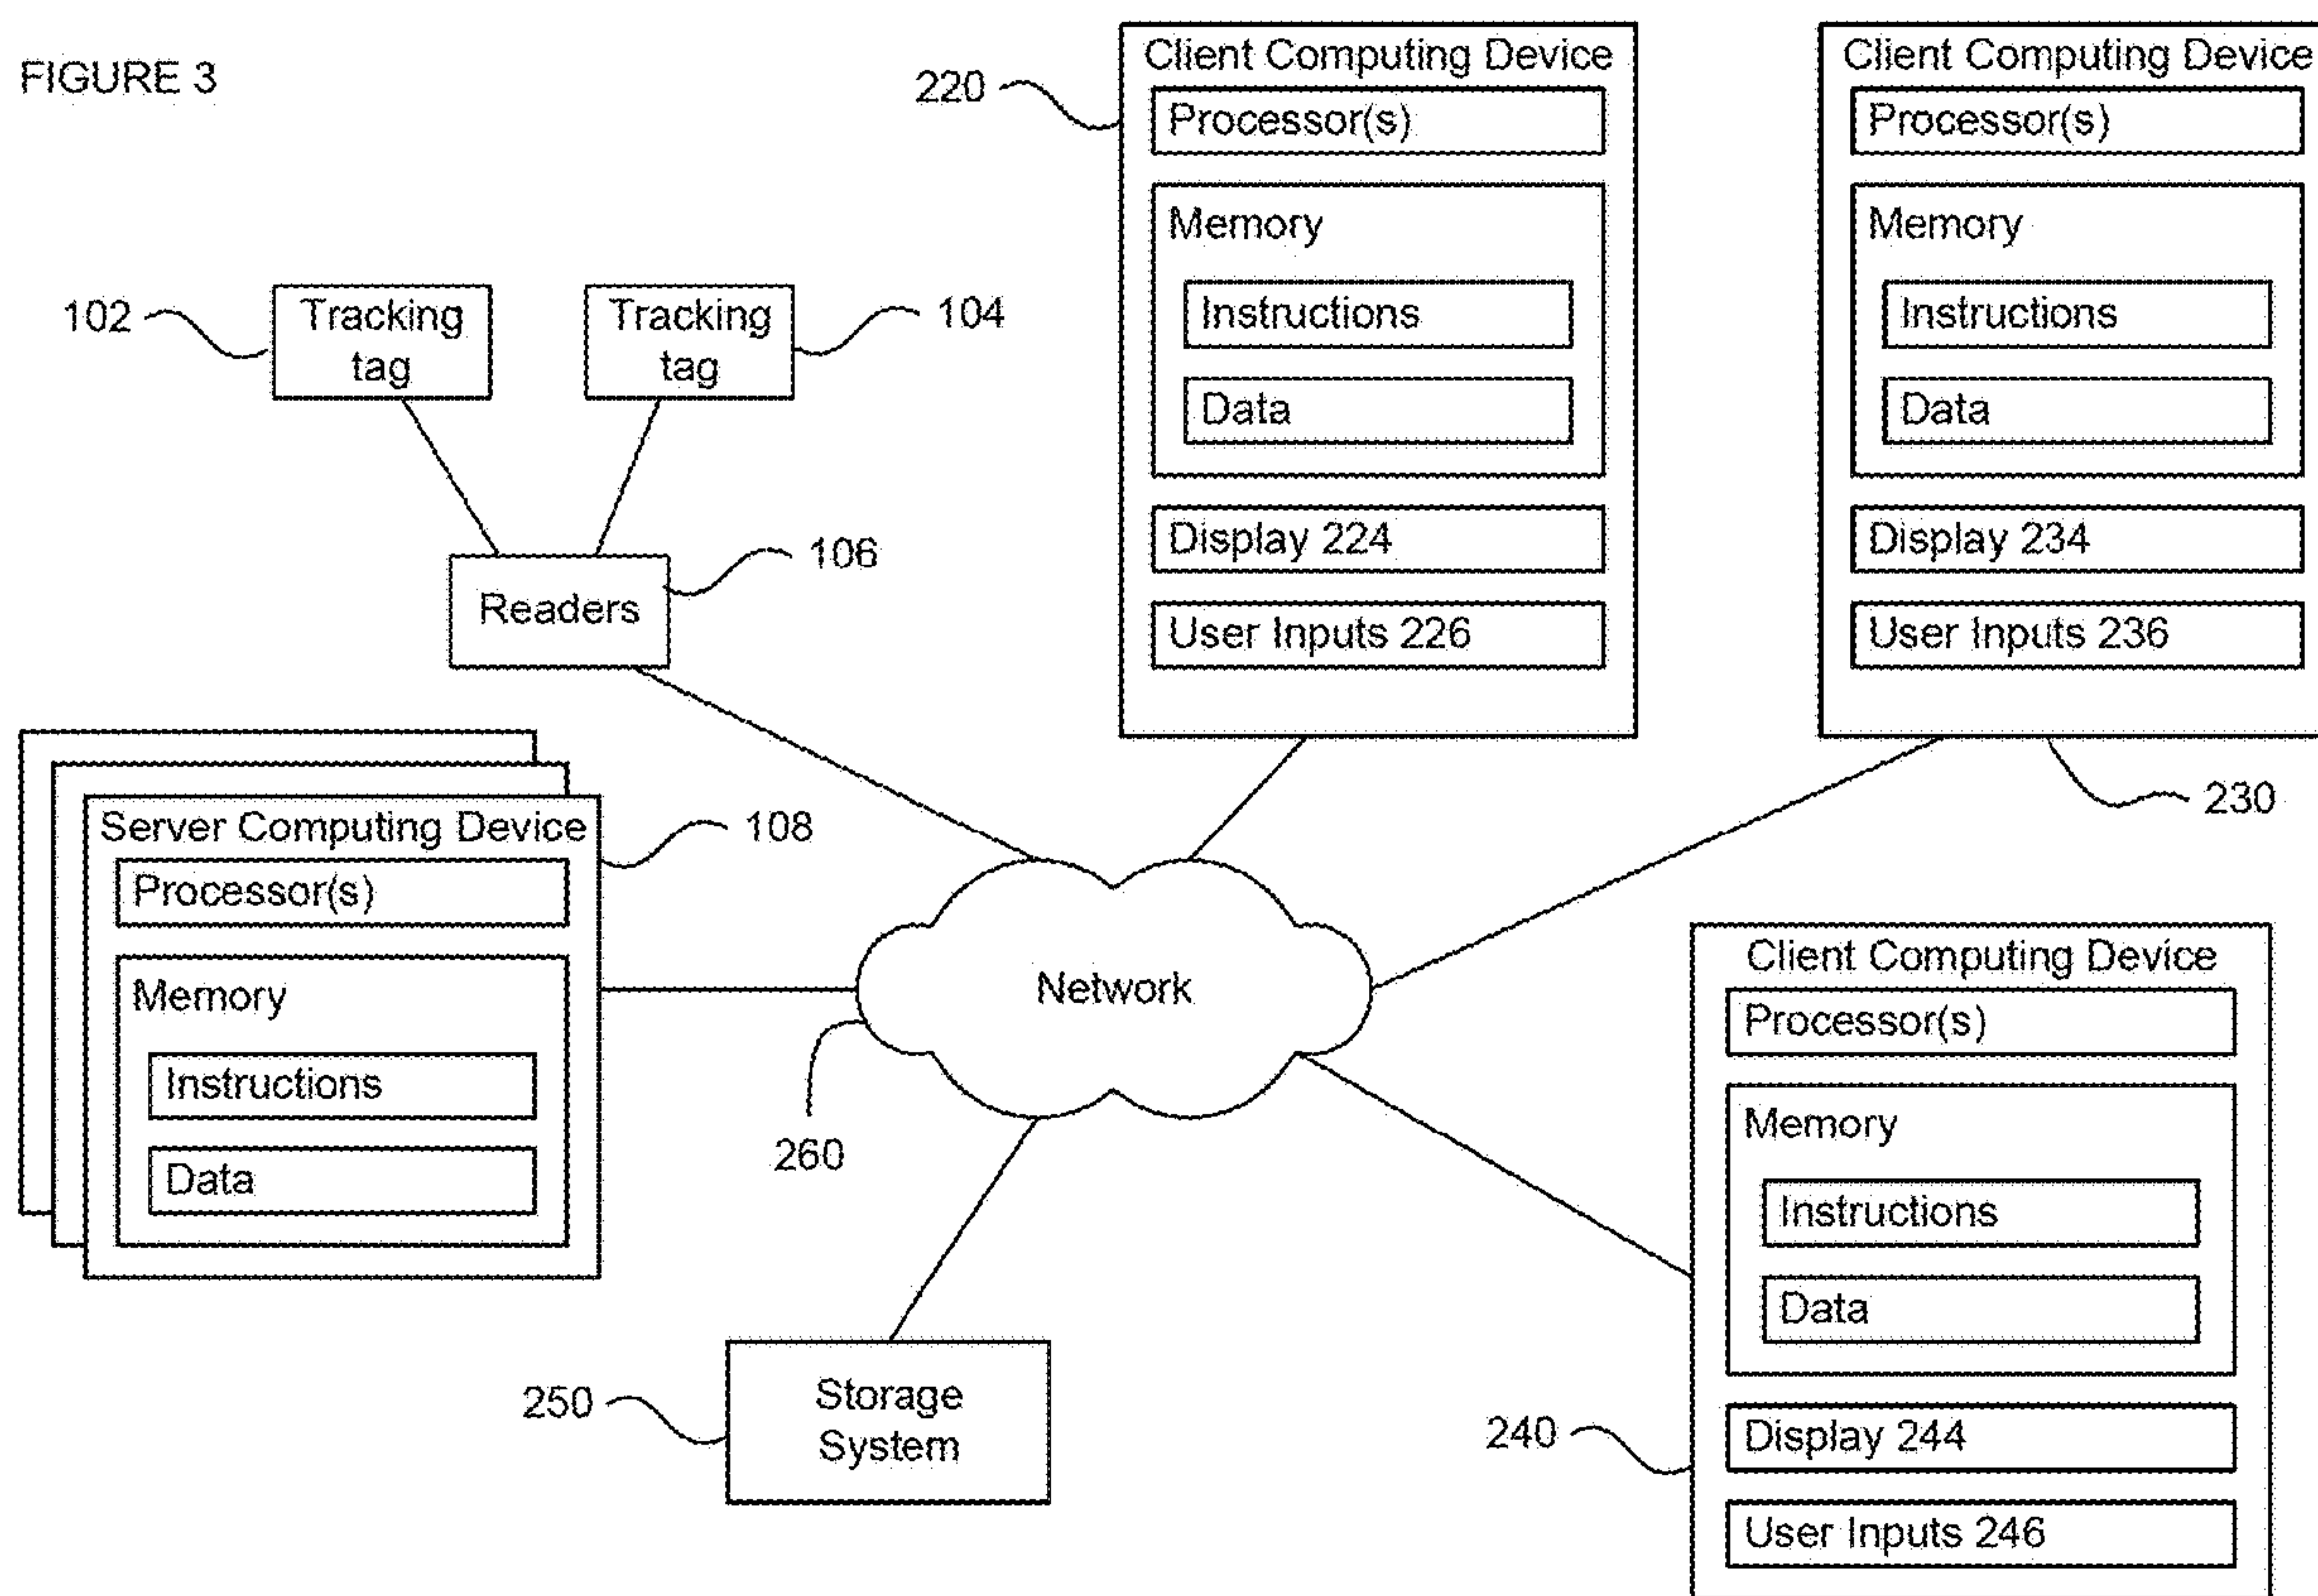 FIGURE 3
220
Client Computing Device
Processor(s)
Memory
Instructions
Data
Display 224
User Inputs 226
Client Computing Device
Processor(s)
Memory
Instructions
Data
Display 234
User Inputs 236
230
102
Tracking
tag
Tracking
tag
104
Readers
106
Server Computing Device
108
Processor(s)
Memory
Instructions
Data
Network
260
Client Computing Device
Processor(s)
Memory
Instructions
Data
Display 244
User Inputs 246
240
250
Storage
System